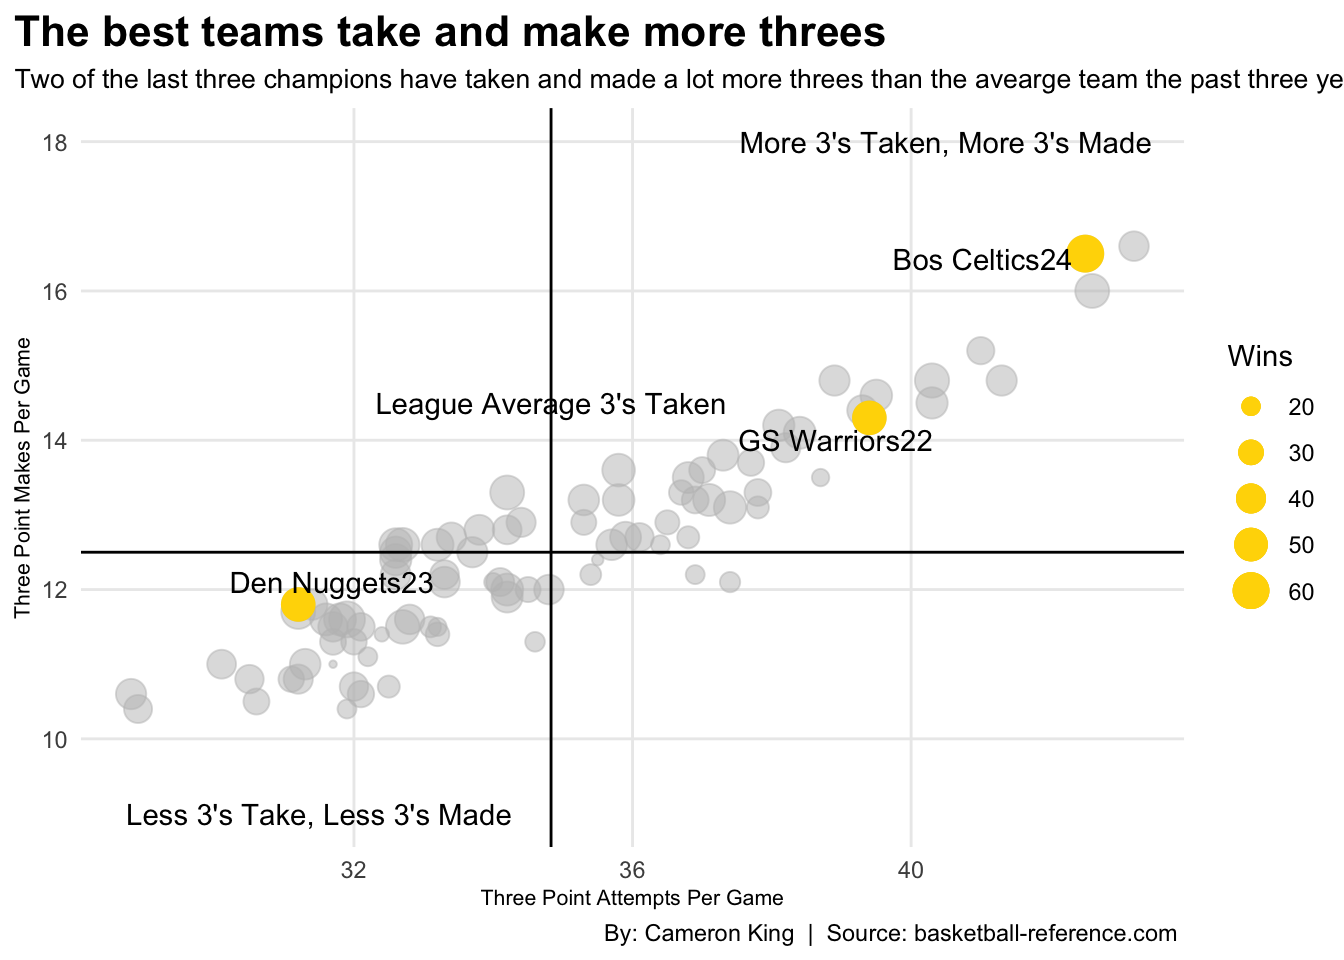 The best teams take and make more threes
Two of the last three champions have taken and made a lot more threes than the avearge team the past three ye
18
16
14
12
10
Three Point Makes Per Game
More 3's Taken, More 3's Made
Bos Celtics24
League Average 3's Taken
GS Warriors22
Den Nuggets23
Less 3's Take, Less 3's Made
32
36
40
Three Point Attempts Per Game
Wins
20
30
40
50
60
By: Cameron King | Source: basketball-reference.com